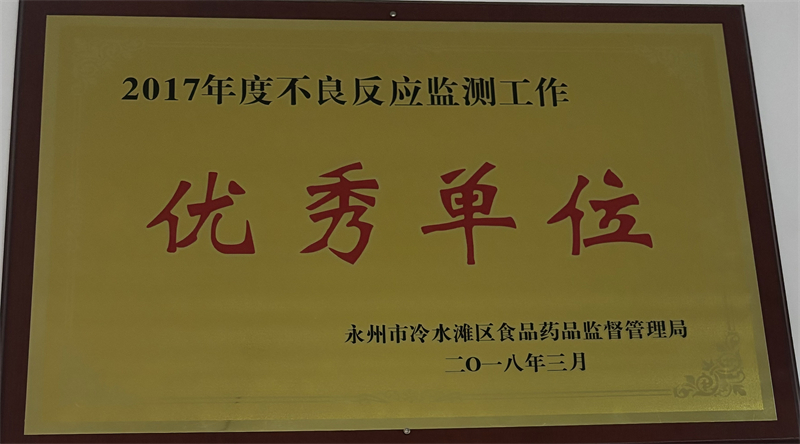 2017年度不良反应监测工作
优秀单位
永州市冷水滩区食品药品监督管理局
二O一八年三月